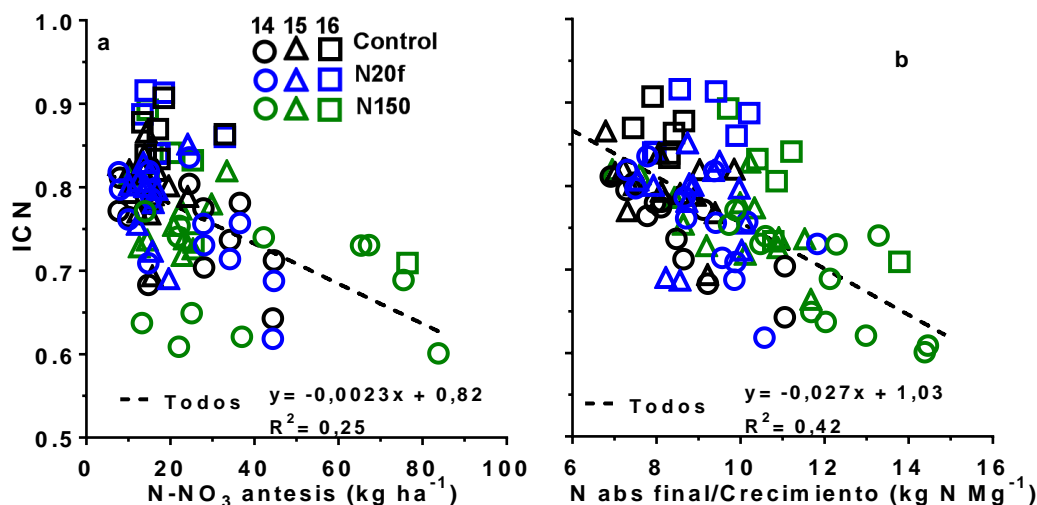 1.0
0.9
0.8
0.7
0.6
0.5
ICN
a
14 15 16
Control
N20f
N150
Todos
y= -0,0023x + 0,82
R²= 0,25
0 20 40 60 80 100
N-NO₃ antesis (kg ha⁻¹)
b
Todos
y= -0,027x + 1,03
R²= 0,42
6 8 10 12 14 16
N abs final/Crecimiento (kg N Mg⁻¹)